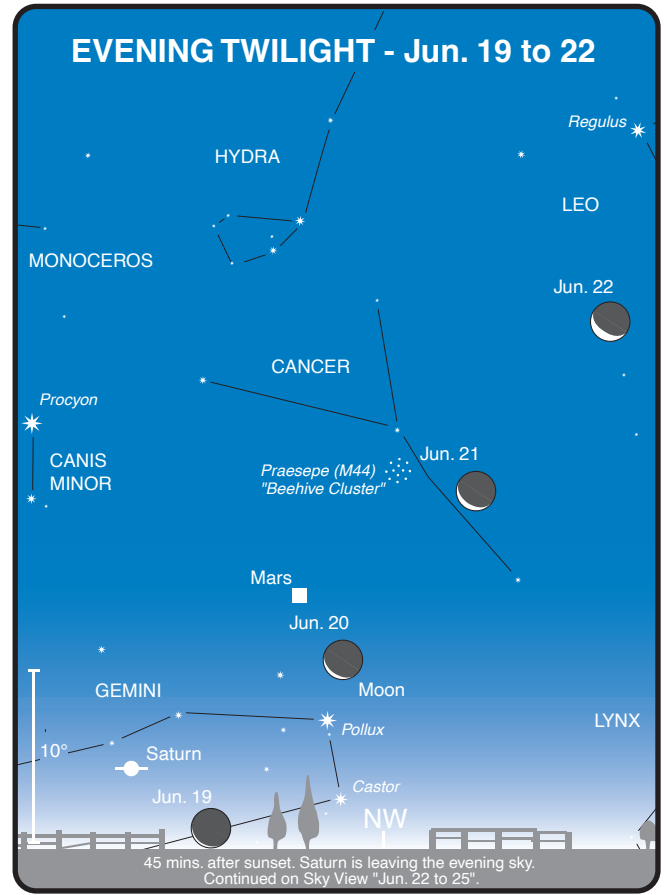 EVENING TWILIGHT - Jun. 19 to 22
Regulus
HYDRA
LEO
MONOCEROS
Jun. 22
CANCER
Procyon
CANIS
MINOR
Jun. 21
Praesepe (M44)
"Beehive Cluster"
Mars
Jun. 20
GEMINI
Moon
LYNX
Pollux
10°
Saturn
Castor
Jun. 19
NW
45 mins. after sunset. Saturn is leaving the evening sky.
Continued on Sky View "Jun. 22 to 25".